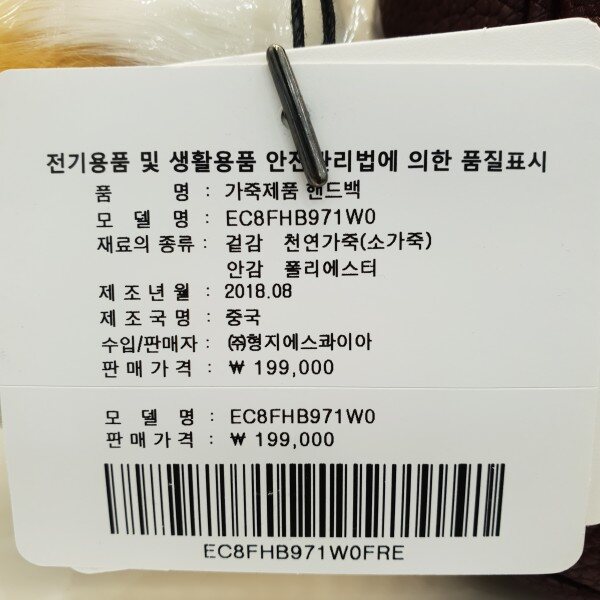 전기용품 및 생활용품 안전관리법에 의한 품질표시
품 명 : 가죽제품 핸드백
모 델 명 : EC8FHB971W0
재료의 종류 : 겉감 천연가죽(소가죽)
안감 폴리에스터
제 조 년 월 : 2018.08
제 조 국 명 : 중국
수입/판매자 : ㈜형지에스콰이아
판 매 가 격 : ₩ 199,000
모 델 명 : EC8FHB971W0
판 매 가 격 : ₩ 199,000
EC8FHB971W0FRE